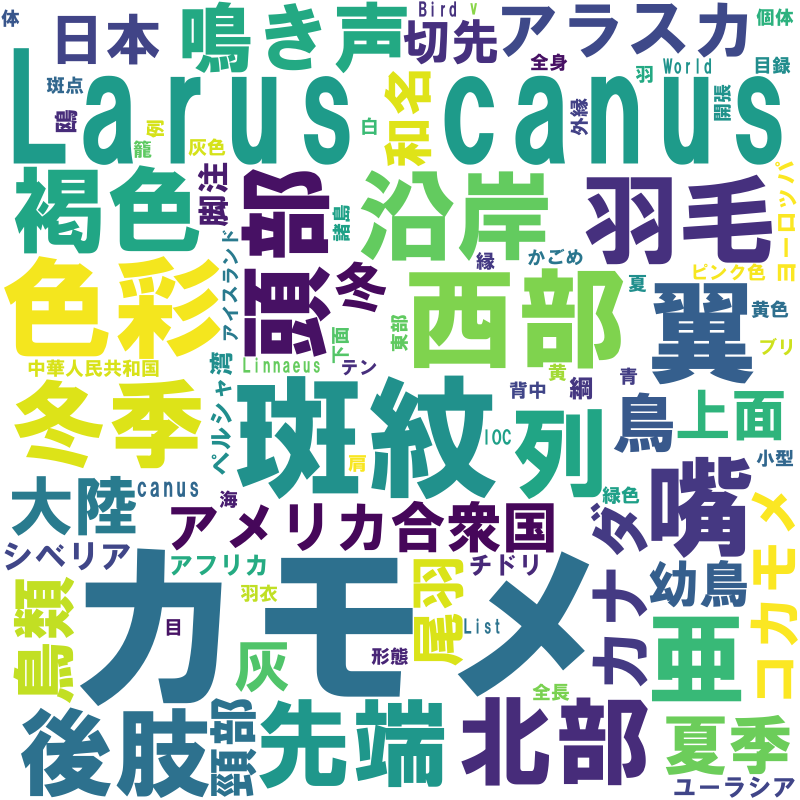 体
日本
鳴き声
Bird
v
切先
アラスカ
個体
斑点
全身
羽
World
目録
Larus canus
鴎
例
籠
灰色
白
和名
外縁
開張
褐色
脚注
頭部
諸島
沿岸
羽毛
ヨーロッパ
色彩
アイスランド
冬
縁
かごめ
夏
ピンク色
西部
翼
黄色
中華人民共和国
ペルシャ湾
Linnaeus
下面
テン
東部
黄
ブリ
冬季
斑紋
背中
綱
青
列
鳥
上面
IOC
肩
小型
大陸
canus
海
緑色
嘴
アメリカ合衆国
シベリア
アフリカ
チドリ
カナダ
幼鳥
コカモメ
鳥類
カモメ
羽衣
尾羽
List
目
灰
形態
亜
全長
後肢
頸部
先端
北部
夏季
ユーラシア